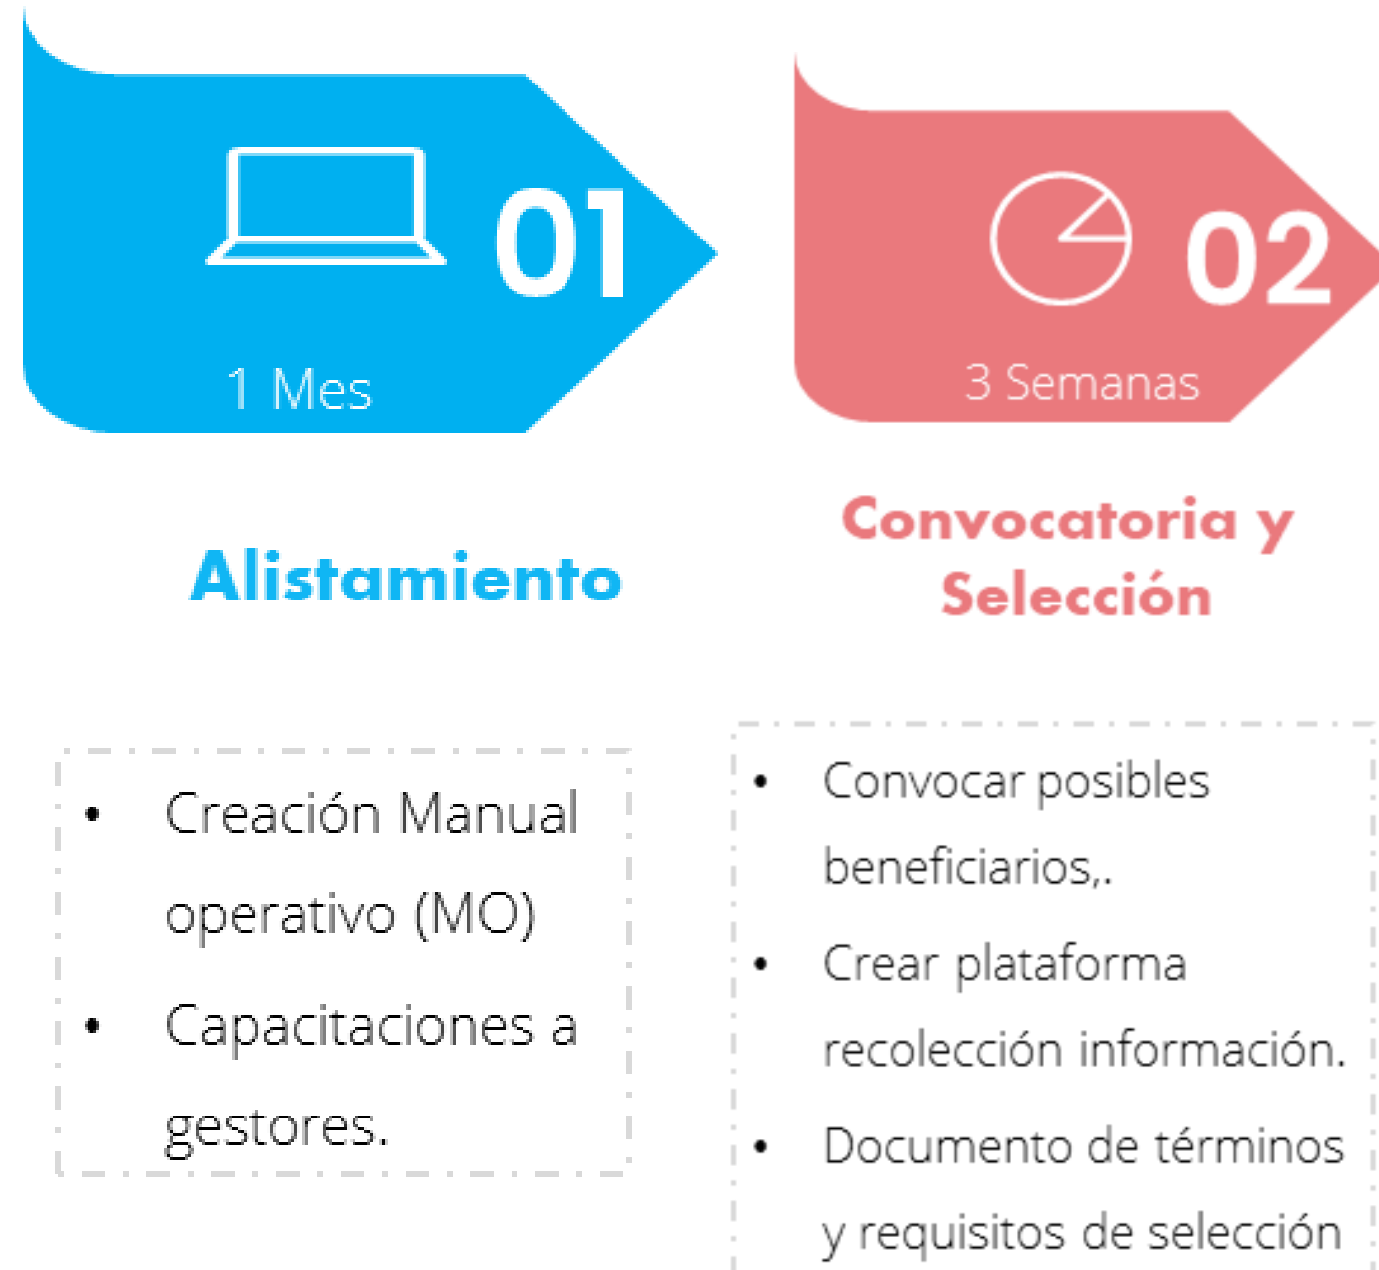 01
1 Mes
Alistamiento
• Creación Manual
operativo (MO)
• Capacitaciones a
gestores.
02
3 Semanas
Convocatoria y
Selección
• Convocar posibles
beneficiarios,.
• Crear plataforma
recolección información.
• Documento de términos
y requisitos de selección